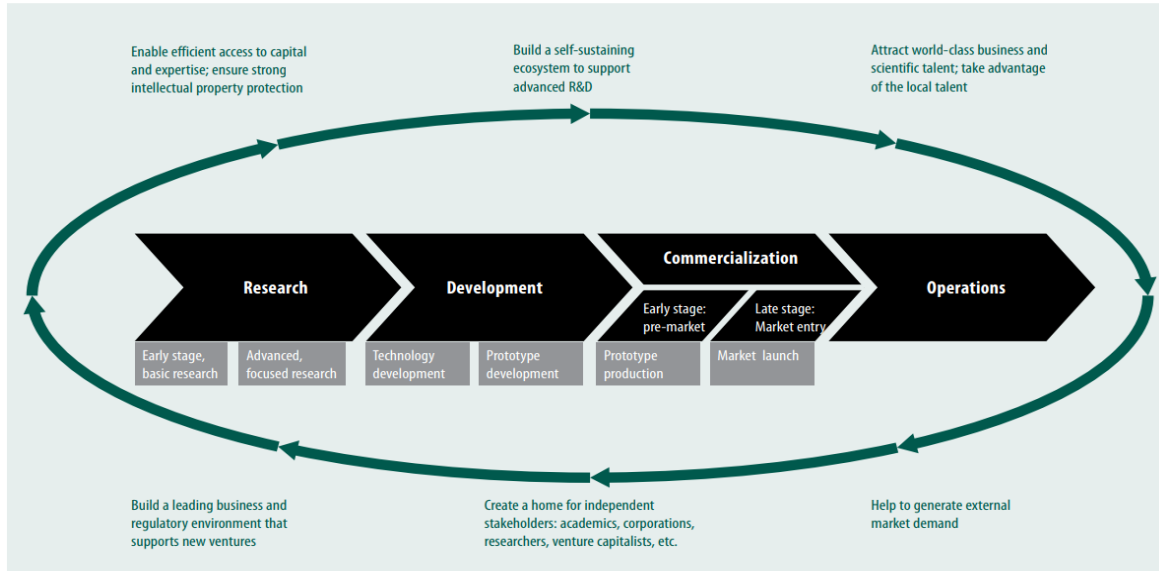 Enable efficient access to capital
and expertise; ensure strong
intellectual property protection
Build a self-sustaining
ecosystem to support
advanced R&D
Attract world-class business and
scientific talent; take advantage
of the local talent
Research
Development
Commercialization
Early stage:
pre-market
Late stage:
Market entry
Operations
Early stage,
basic research
Advanced,
focused research
Technology
development
Prototype
development
Prototype
production
Market launch
Build a leading business and
regulatory environment that
supports new ventures
Create a home for independent
stakeholders: academics, corporations,
researchers, venture capitalists, etc.
Help to generate external
market demand